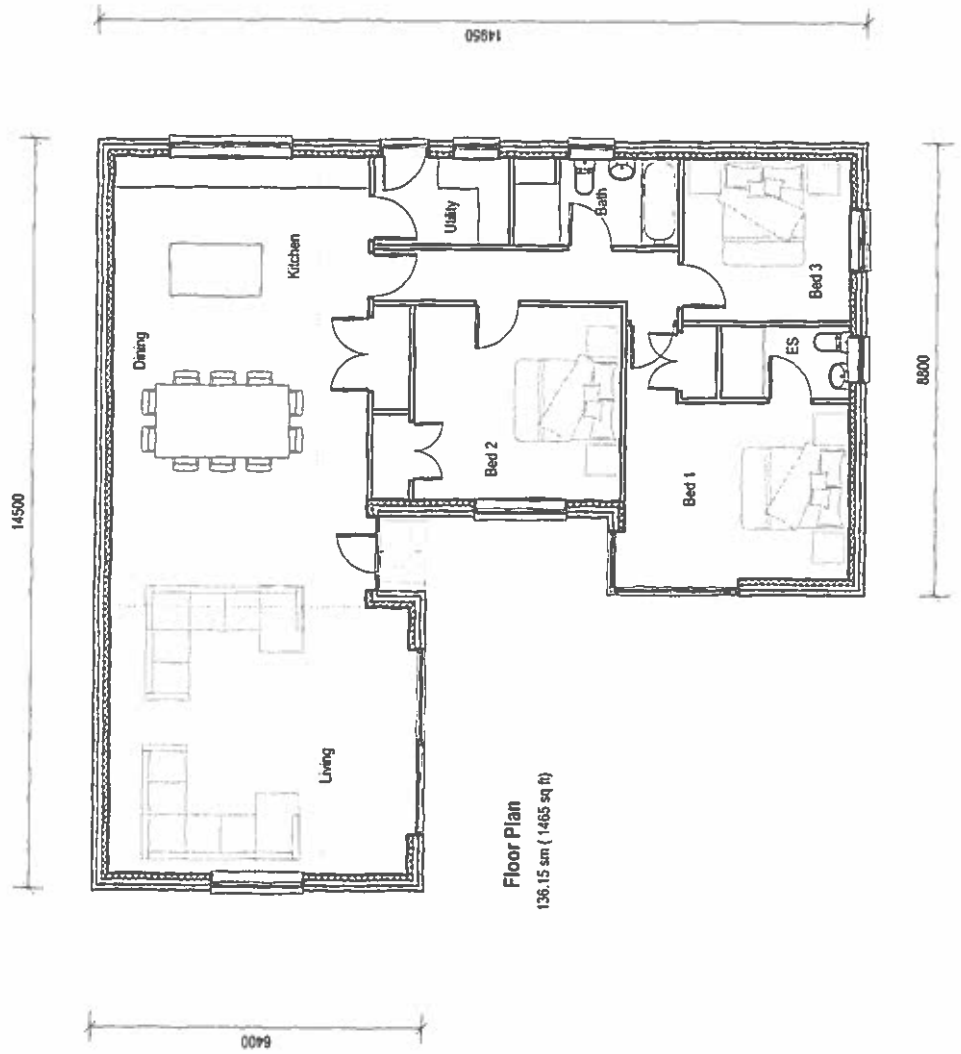 14950
14500
Dining
Kitchen
Utility
Bath
Bed 3
ES
Bed 2
Bed 1
Living
8800
6400
Floor Plan
136.15 sm ( 1465 sq ft)